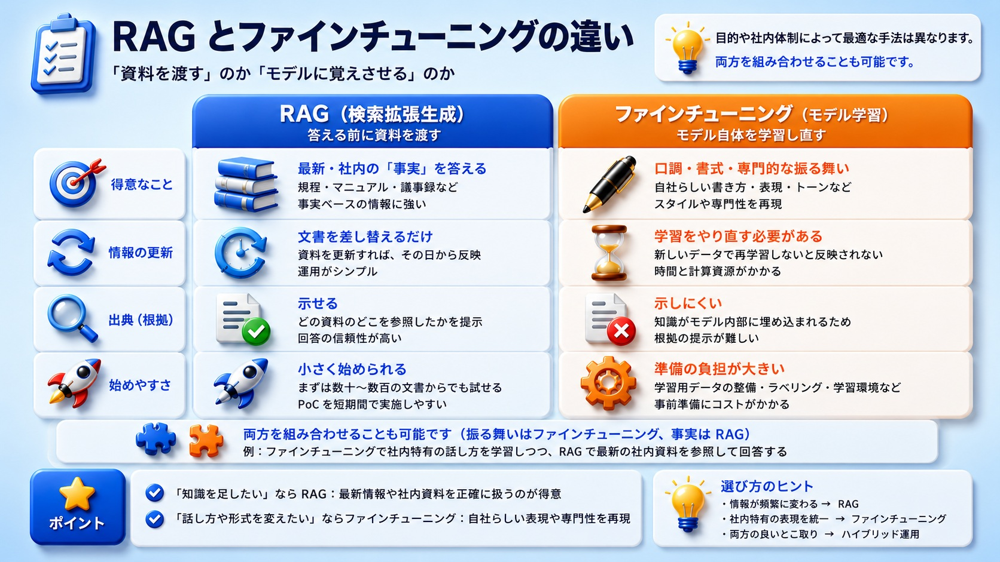 RAG とファインチューニングの違い
「資料を渡す」のか「モデルに覚えさせる」のか
目的や社内体制によって最適な手法は異なります。
両方を組み合わせることも可能です。
RAG（検索拡張生成）
答える前に資料を渡す
ファインチューニング（モデル学習）
モデル自体を学習し直す
得意なこと
最新・社内の「事実」を答える
規程・マニュアル・議事録など
事実ベースの情報に強い
口調・書式・専門的な振る舞い
自社らしい書き方・表現・トーンなど
スタイルや専門性を再現
情報の更新
文書を差し替えるだけ
資料を更新すれば、その日から反映
運用がシンプル
学習をやり直す必要がある
新しいデータで再学習しないと反映されない
時間と計算資源がかかる
出典（根拠）
示せる
どの資料のどこを参照したかを提示
回答の信頼性が高い
示しにくい
知識がモデル内部に埋め込まれるため
根拠の提示が難しい
始めやすさ
小さく始められる
まずは数十〜数百の文書からでも試せる
PoC を短期間で実施しやすい
準備の負担が大きい
学習用データの整備・ラベリング・学習環境など
事前準備にコストがかかる
両方を組み合わせることも可能です（振る舞いはファインチューニング、事実は RAG）
例：ファインチューニングで社内特有の話し方を学習しつつ、RAG で最新の社内資料を参照して回答する
ポイント
「知識を足したい」なら RAG：最新情報や社内資料を正確に扱うのが得意
「話し方や形式を変えたい」ならファインチューニング：自社らしい表現や専門性を再現
選び方のヒント
・情報が頻繁に変わる → RAG
・社内特有の表現を統一 → ファインチューニング
・両方の良いとこ取り → ハイブリッド運用